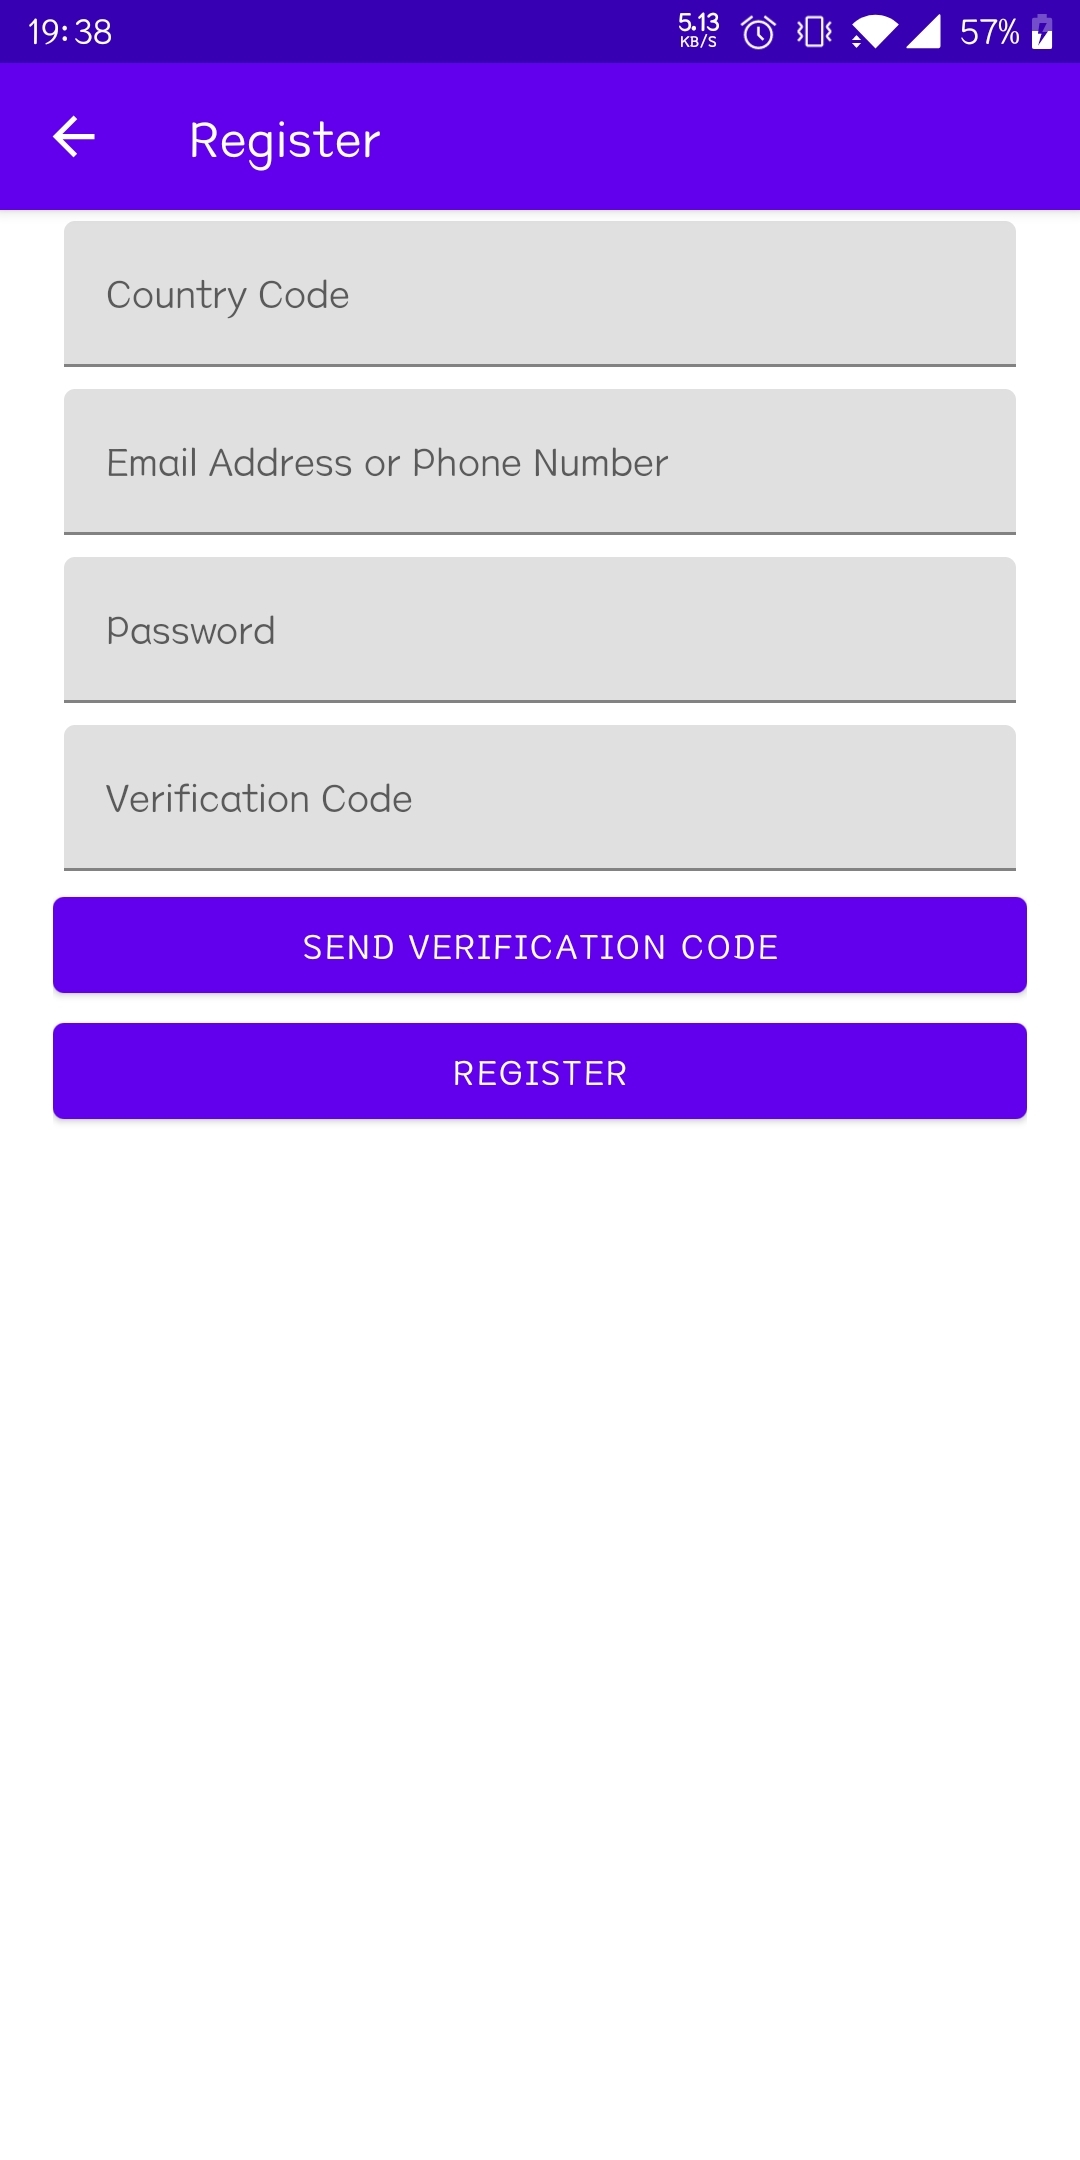 19:38 5.13 KB/S 57%
Register
Country Code
Email Address or Phone Number
Password
Verification Code
SEND VERIFICATION CODE
REGISTER